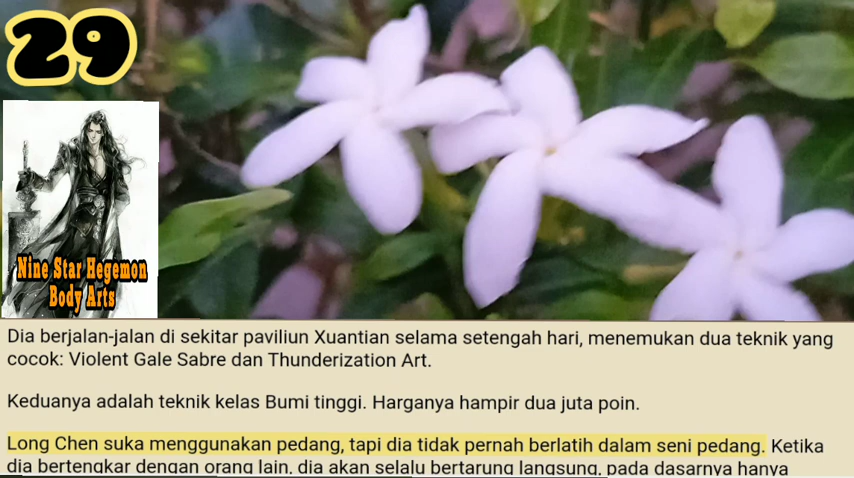 29
Nine Star Hegemon
Body Arts
Dia berjalan-jalan di sekitar paviliun Xuantian selama setengah hari, menemukan dua teknik yang
cocok: Violent Gale Sabre dan Thunderization Art.
Keduanya adalah teknik kelas Bumi tinggi. Harganya hampir dua juta poin.
Long Chen suka menggunakan pedang, tapi dia tidak pernah berlatih dalam seni pedang. Ketika
dia bertengkar dengan orang lain, dia akan selalu bertarung langsung, pada dasarnya hanya